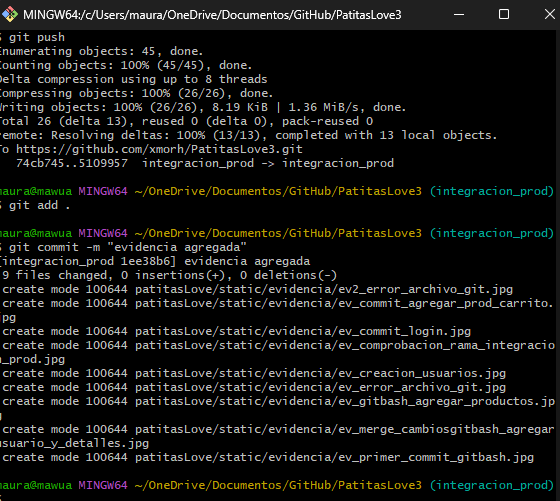 MINGW64:/c/Users/maura/OneDrive/Documentos/GitHub/PatitasLove3
$ git push
Enumerating objects: 45, done.
Counting objects: 100% (45/45), done.
Delta compression using up to 8 threads
Compressing objects: 100% (26/26), done.
Writing objects: 100% (26/26), 8.19 KiB | 1.36 MiB/s, done.
Total 26 (delta 13), reused 0 (delta 0), pack-reused 0
remote: Resolving deltas: 100% (13/13), completed with 13 local objects.
To https://github.com/xmorh/PatitasLove3.git
74cb745..5109957  integracion_prod -> integracion_prod
maura@mawua MINGW64 ~/OneDrive/Documentos/GitHub/PatitasLove3 (integracion_prod)
$ git add .
maura@mawua MINGW64 ~/OneDrive/Documentos/GitHub/PatitasLove3 (integracion_prod)
$ git commit -m "evidencia agregada"
[integracion_prod 1ee38b6] evidencia agregada
9 files changed, 0 insertions(+), 0 deletions(-)
create mode 100644 patitasLove/static/evidencia/ev2_error_archivo_git.jpg
create mode 100644 patitasLove/static/evidencia/ev_commit_agregar_prod_carrito.
jpg
create mode 100644 patitasLove/static/evidencia/ev_commit_login.jpg
create mode 100644 patitasLove/static/evidencia/ev_comprobacion_rama_integracio
n_prod.jpg
create mode 100644 patitasLove/static/evidencia/ev_creacion_usuarios.jpg
create mode 100644 patitasLove/static/evidencia/ev_error_archivo_git.jpg
create mode 100644 patitasLove/static/evidencia/ev_gitbash_agregar_productos.jp
g
create mode 100644 patitasLove/static/evidencia/ev_merge_cambiosgitbash_agregar
usuario_y_detalles.jpg
create mode 100644 patitasLove/static/evidencia/ev_primer_commit_gitbash.jpg
maura@mawua MINGW64 ~/OneDrive/Documentos/GitHub/PatitasLove3 (integracion_prod)
$